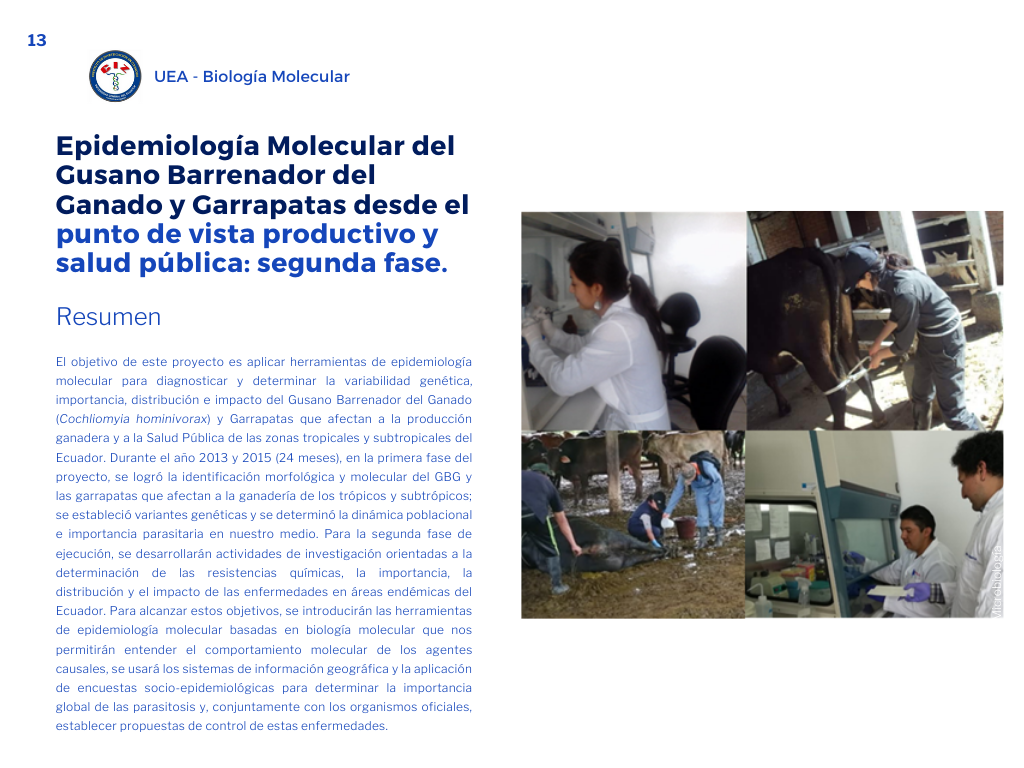 13
UEA - Biología Molecular
Epidemiología Molecular del
Gusano Barrenador del
Ganado y Garrapatas desde el
punto de vista productivo y
salud pública: segunda fase.
Resumen
El objetivo de este proyecto es aplicar herramientas de epidemiología
molecular para diagnosticar y determinar la variabilidad genética,
importancia, distribución e impacto del Gusano Barrenador del Ganado
(Cochliomyia hominivorax) y Garrapatas que afectan a la producción
ganadera y a la Salud Pública de las zonas tropicales y subtropicales del
Ecuador. Durante el año 2013 y 2015 (24 meses), en la primera fase del
proyecto, se logró la identificación morfológica y molecular del GBG y
las garrapatas que afectan a la ganadería de los trópicos y subtrópicos;
se estableció variantes genéticas y se determinó la dinámica poblacional
e importancia parasitaria en nuestro medio. Para la segunda fase de
ejecución, se desarrollarán actividades de investigación orientadas a la
determinación de las resistencias químicas, la importancia, la
distribución y el impacto de las enfermedades en áreas endémicas del
Ecuador. Para alcanzar estos objetivos, se introducirán las herramientas
de epidemiología molecular basadas en biología molecular que nos
permitirán entender el comportamiento molecular de los agentes
causales, se usará los sistemas de información geográfica y la aplicación
de encuestas socio-epidemiológicas para determinar la importancia
global de las parasitosis y, conjuntamente con los organismos oficiales,
establecer propuestas de control de estas enfermedades.
Microbiología